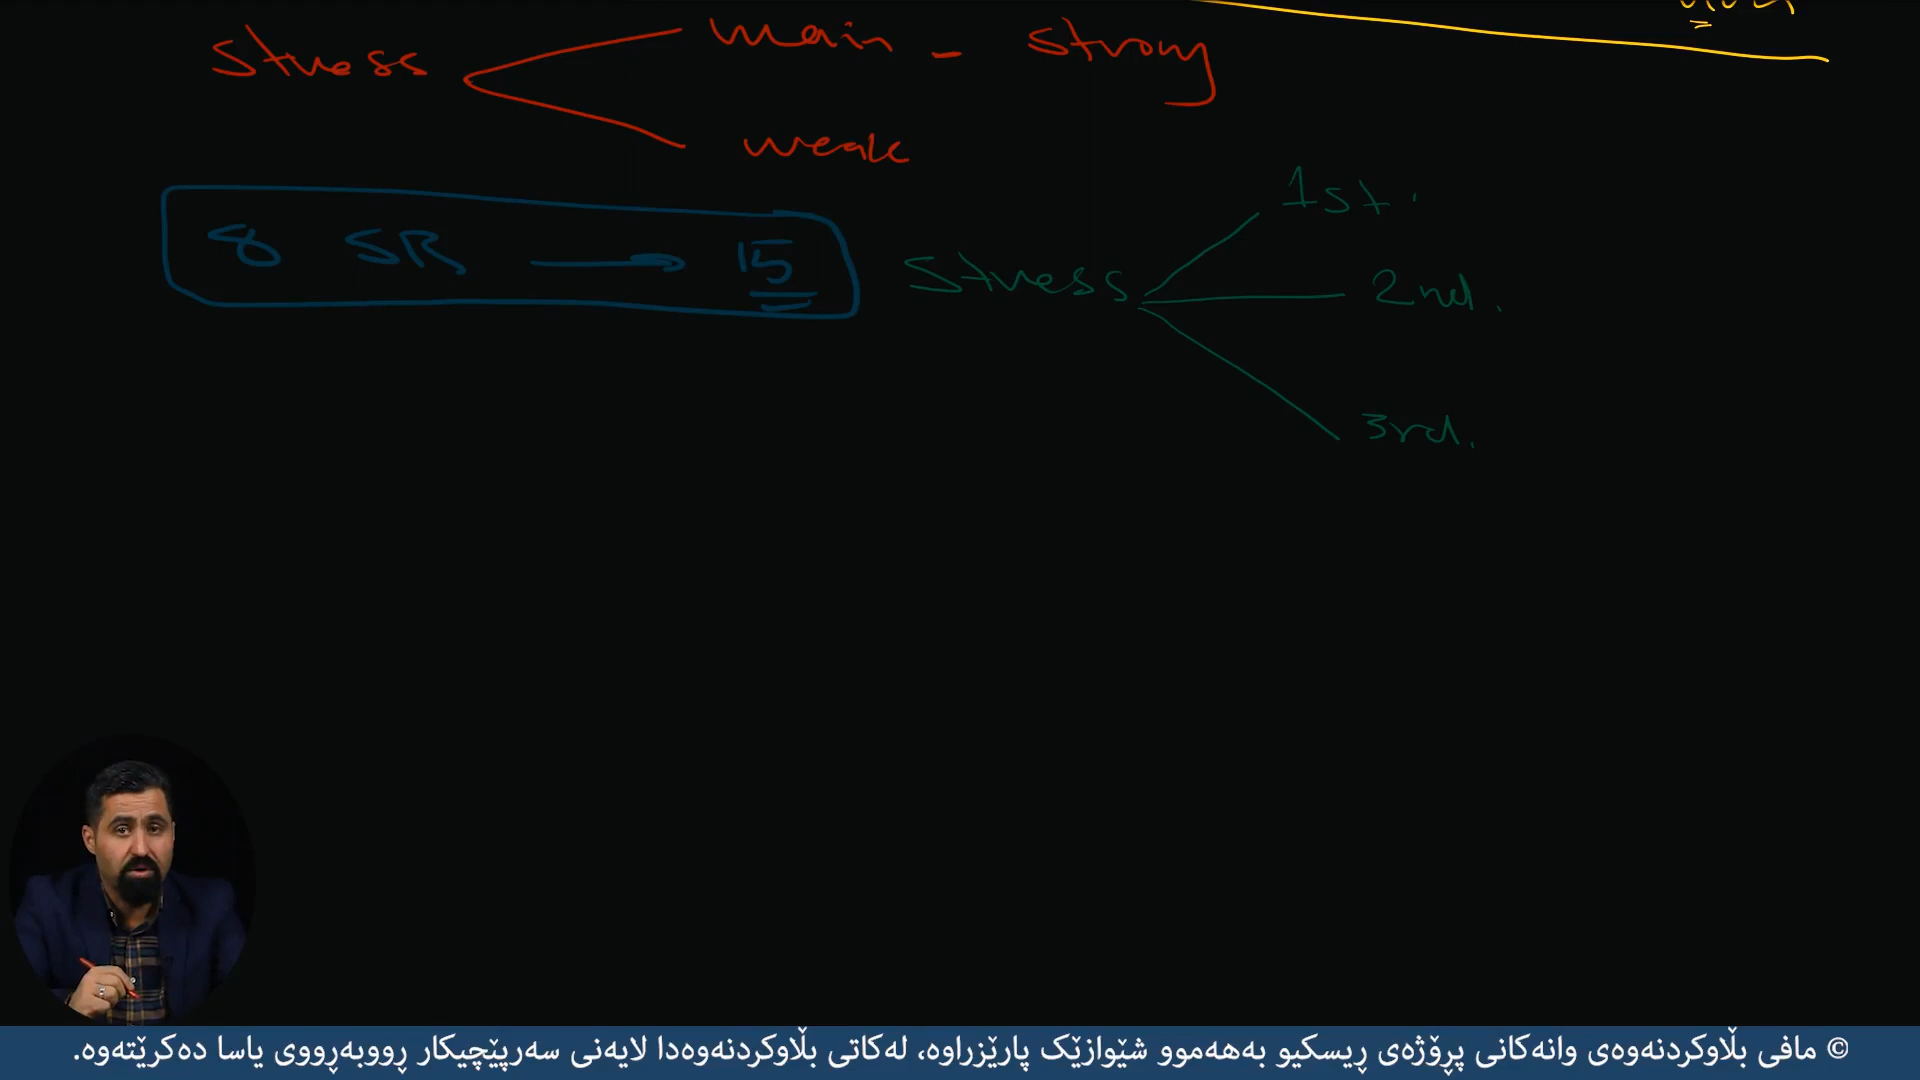 Stress
main - strong
weak
8 SR → 15
Stress
1st.
2nd.
3rd.
© مافی بڵاوکردنەوەی وانەکانی پڕۆژەی ڕیسکیو بەهەموو شێوازێک پارێزراوە، لەکاتی بڵاوکردنەوەدا لایەنی سەرپێچیکار ڕووبەڕووی یاسا دەکرێتەوە.